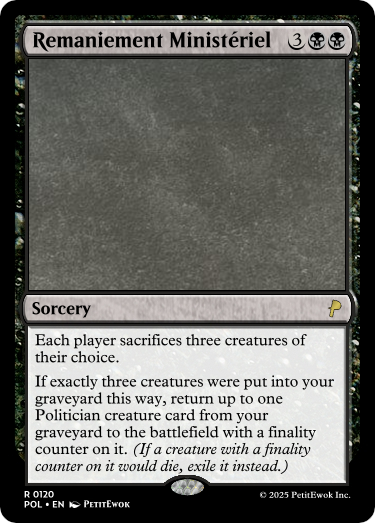 Remaniement Ministériel 3
Sorcery
Each player sacrifices three creatures of
their choice.
If exactly three creatures were put into your
graveyard this way, return up to one
Politician creature card from your
graveyard to the battlefield with a finality
counter on it. (If a creature with a finality
counter on it would die, exile it instead.)
R 0120
POL • EN PETITEWOK
© 2025 PetitEwok Inc.